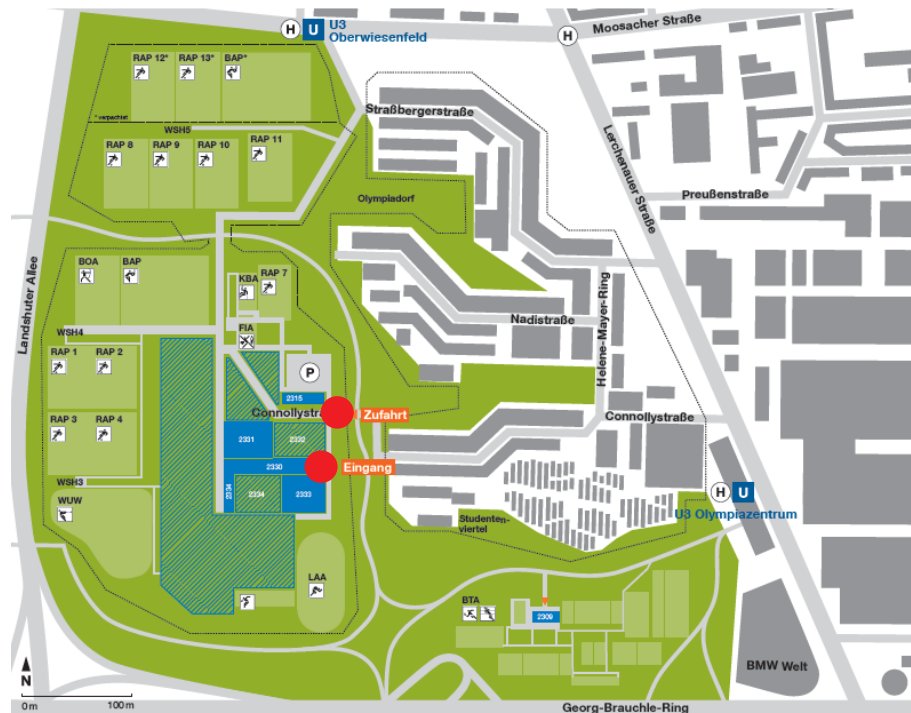 H
U
U3
Oberwiesenfeld
H
Moosacher Straße
RAP 12*
RAP 13*
BAP*
* verpachtet
WSH5
RAP 8
RAP 9
RAP 10
RAP 11
Straßbergerstraße
Lerchenauer Straße
Preußenstraße
Olympiadorf
Landshuter Allee
BOA
BAP
KBA
RAP 7
FIA
WSH4
Nadistraße
Helene-Mayer-Ring
RAP 1
RAP 2
P
2315
Connollystra
Zufahrt
Connollystraße
RAP 3
RAP 4
2331
2332
2330
Eingang
WSH3
2334
2334
2333
WUW
H
U
U3 Olympiazentrum
Studenten-
viertel
LAA
BTA
2309
BMW Welt
N
0 m
100 m
Georg-Brauchle-Ring